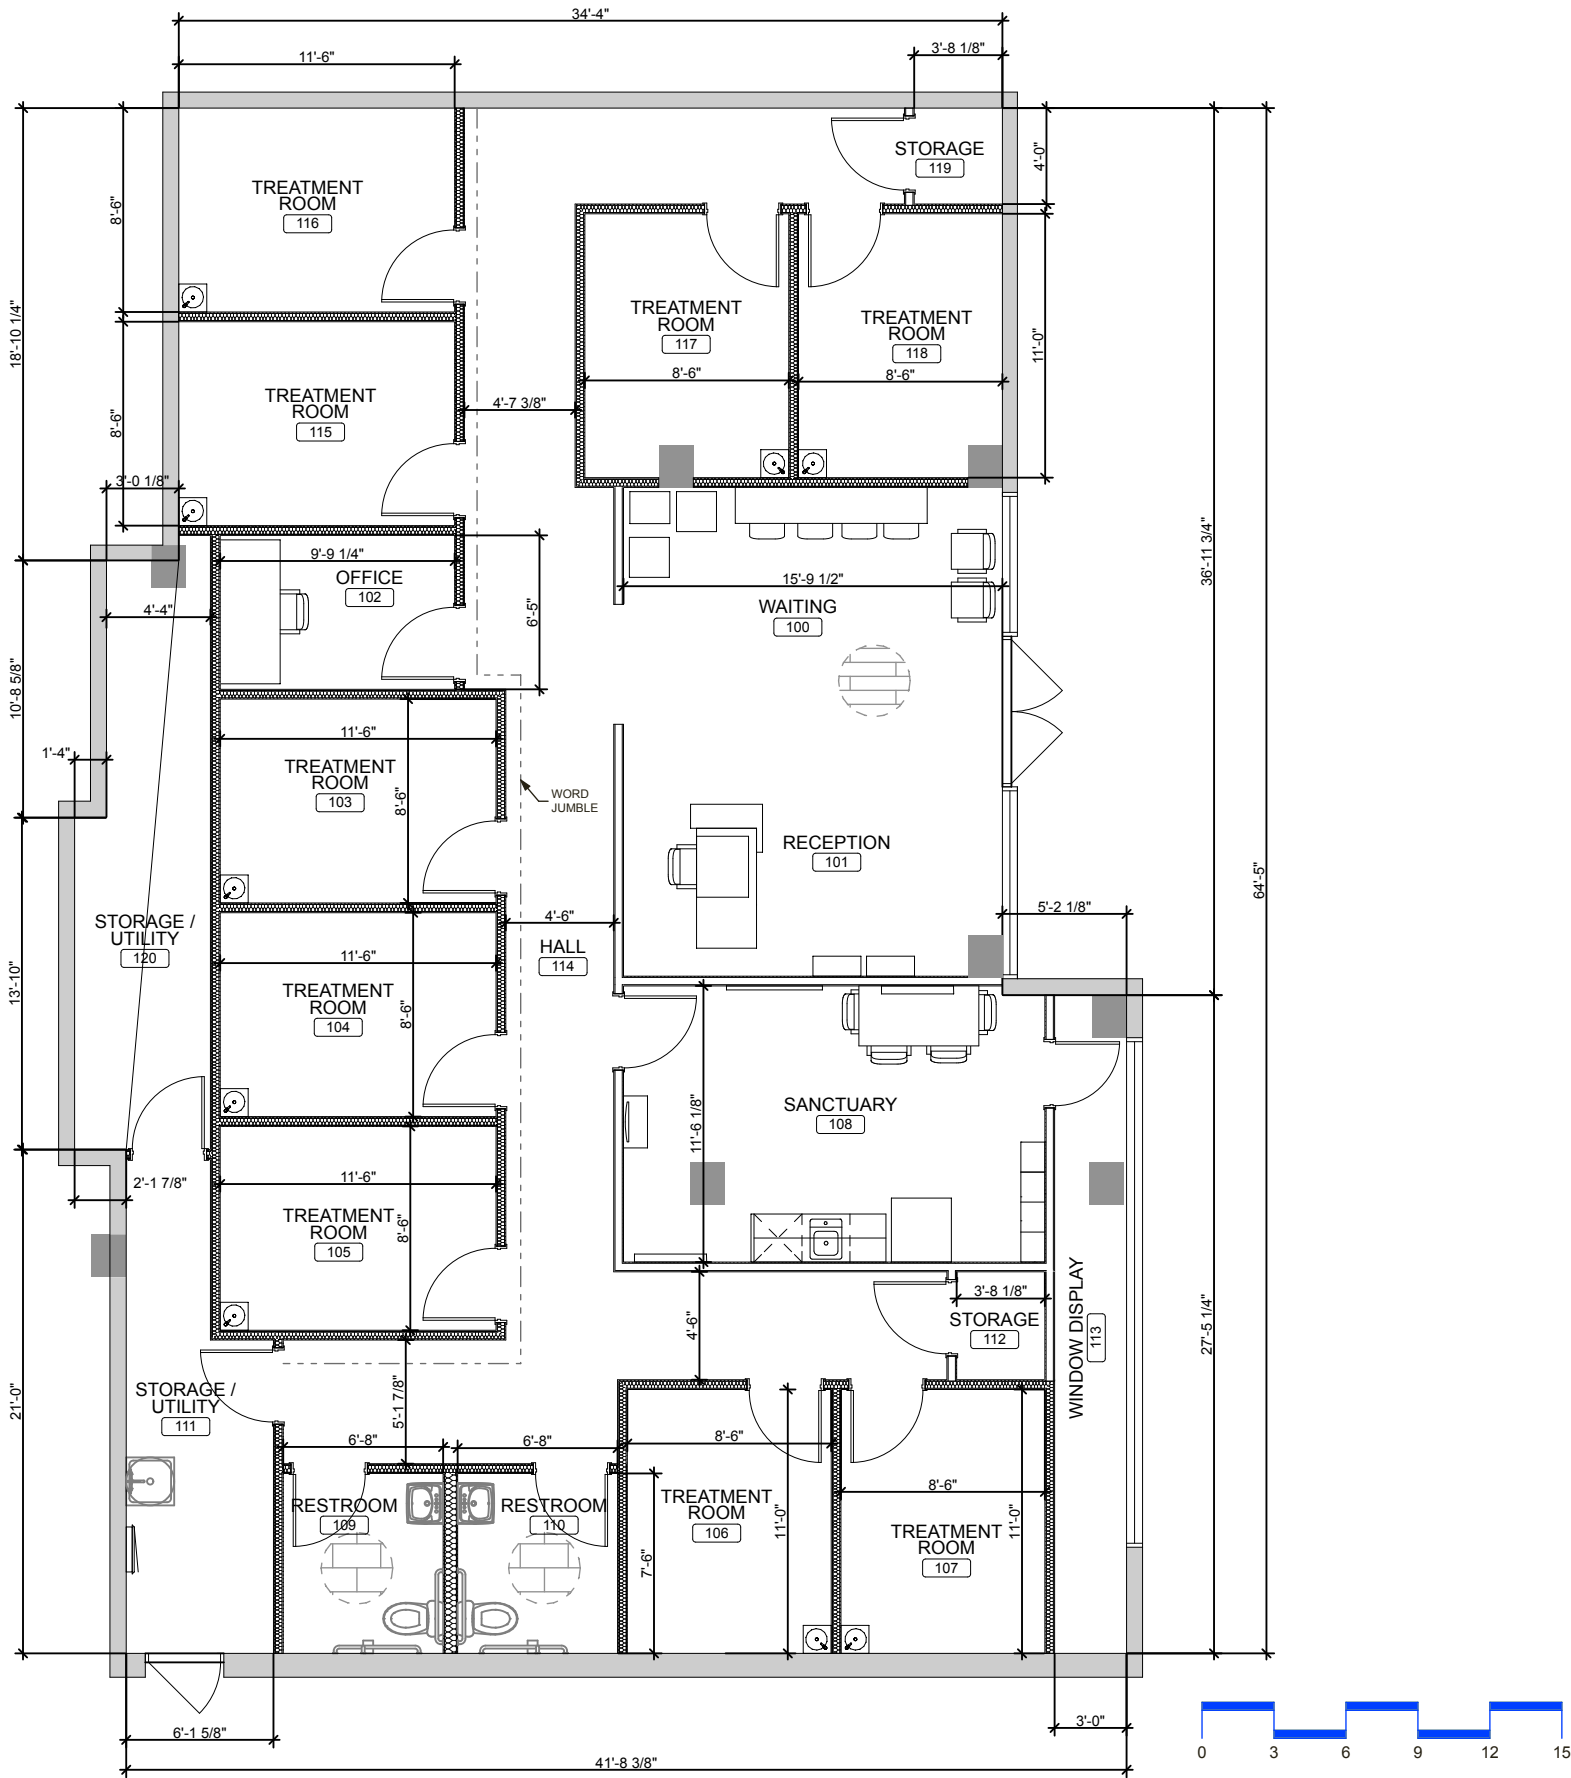 34'-4"
3'-8 1/8"
11'-6"
STORAGE
119
4'-0"
TREATMENT
ROOM
116
8'-6"
18'-10 1/4"
TREATMENT
ROOM
117
TREATMENT
ROOM
118
11'-0"
8'-6"
8'-6"
TREATMENT
ROOM
115
8'-6"
4'-7 3/8"
3'-0 1/8"
36'-11 3/4"
9'-9 1/4"
OFFICE
102
15'-9 1/2"
WAITING
100
4'-4"
6'-5"
10'-8 5/8"
11'-6"
1'-4"
TREATMENT
ROOM
103
8'-6"
WORD
JUMBLE
RECEPTION
101
64'-5"
STORAGE /
UTILITY
120
4'-6"
5'-2 1/8"
HALL
114
11'-6"
13'-10"
TREATMENT
ROOM
104
8'-6"
SANCTUARY
108
11'-6 1/8"
2'-1 7/8"
11'-6"
TREATMENT
ROOM
105
8'-6"
3'-8 1/8"
STORAGE
112
4'-6"
WINDOW DISPLAY
113
27'-5 1/4"
STORAGE /
UTILITY
111
21'-0"
5'-1 7/8"
6'-8"
6'-8"
8'-6"
8'-6"
RESTROOM
109
RESTROOM
110
TREATMENT
ROOM
106
11'-0"
TREATMENT
ROOM
107
11'-0"
7'-6"
6'-1 5/8"
3'-0"
41'-8 3/8"
0 3 6 9 12 15